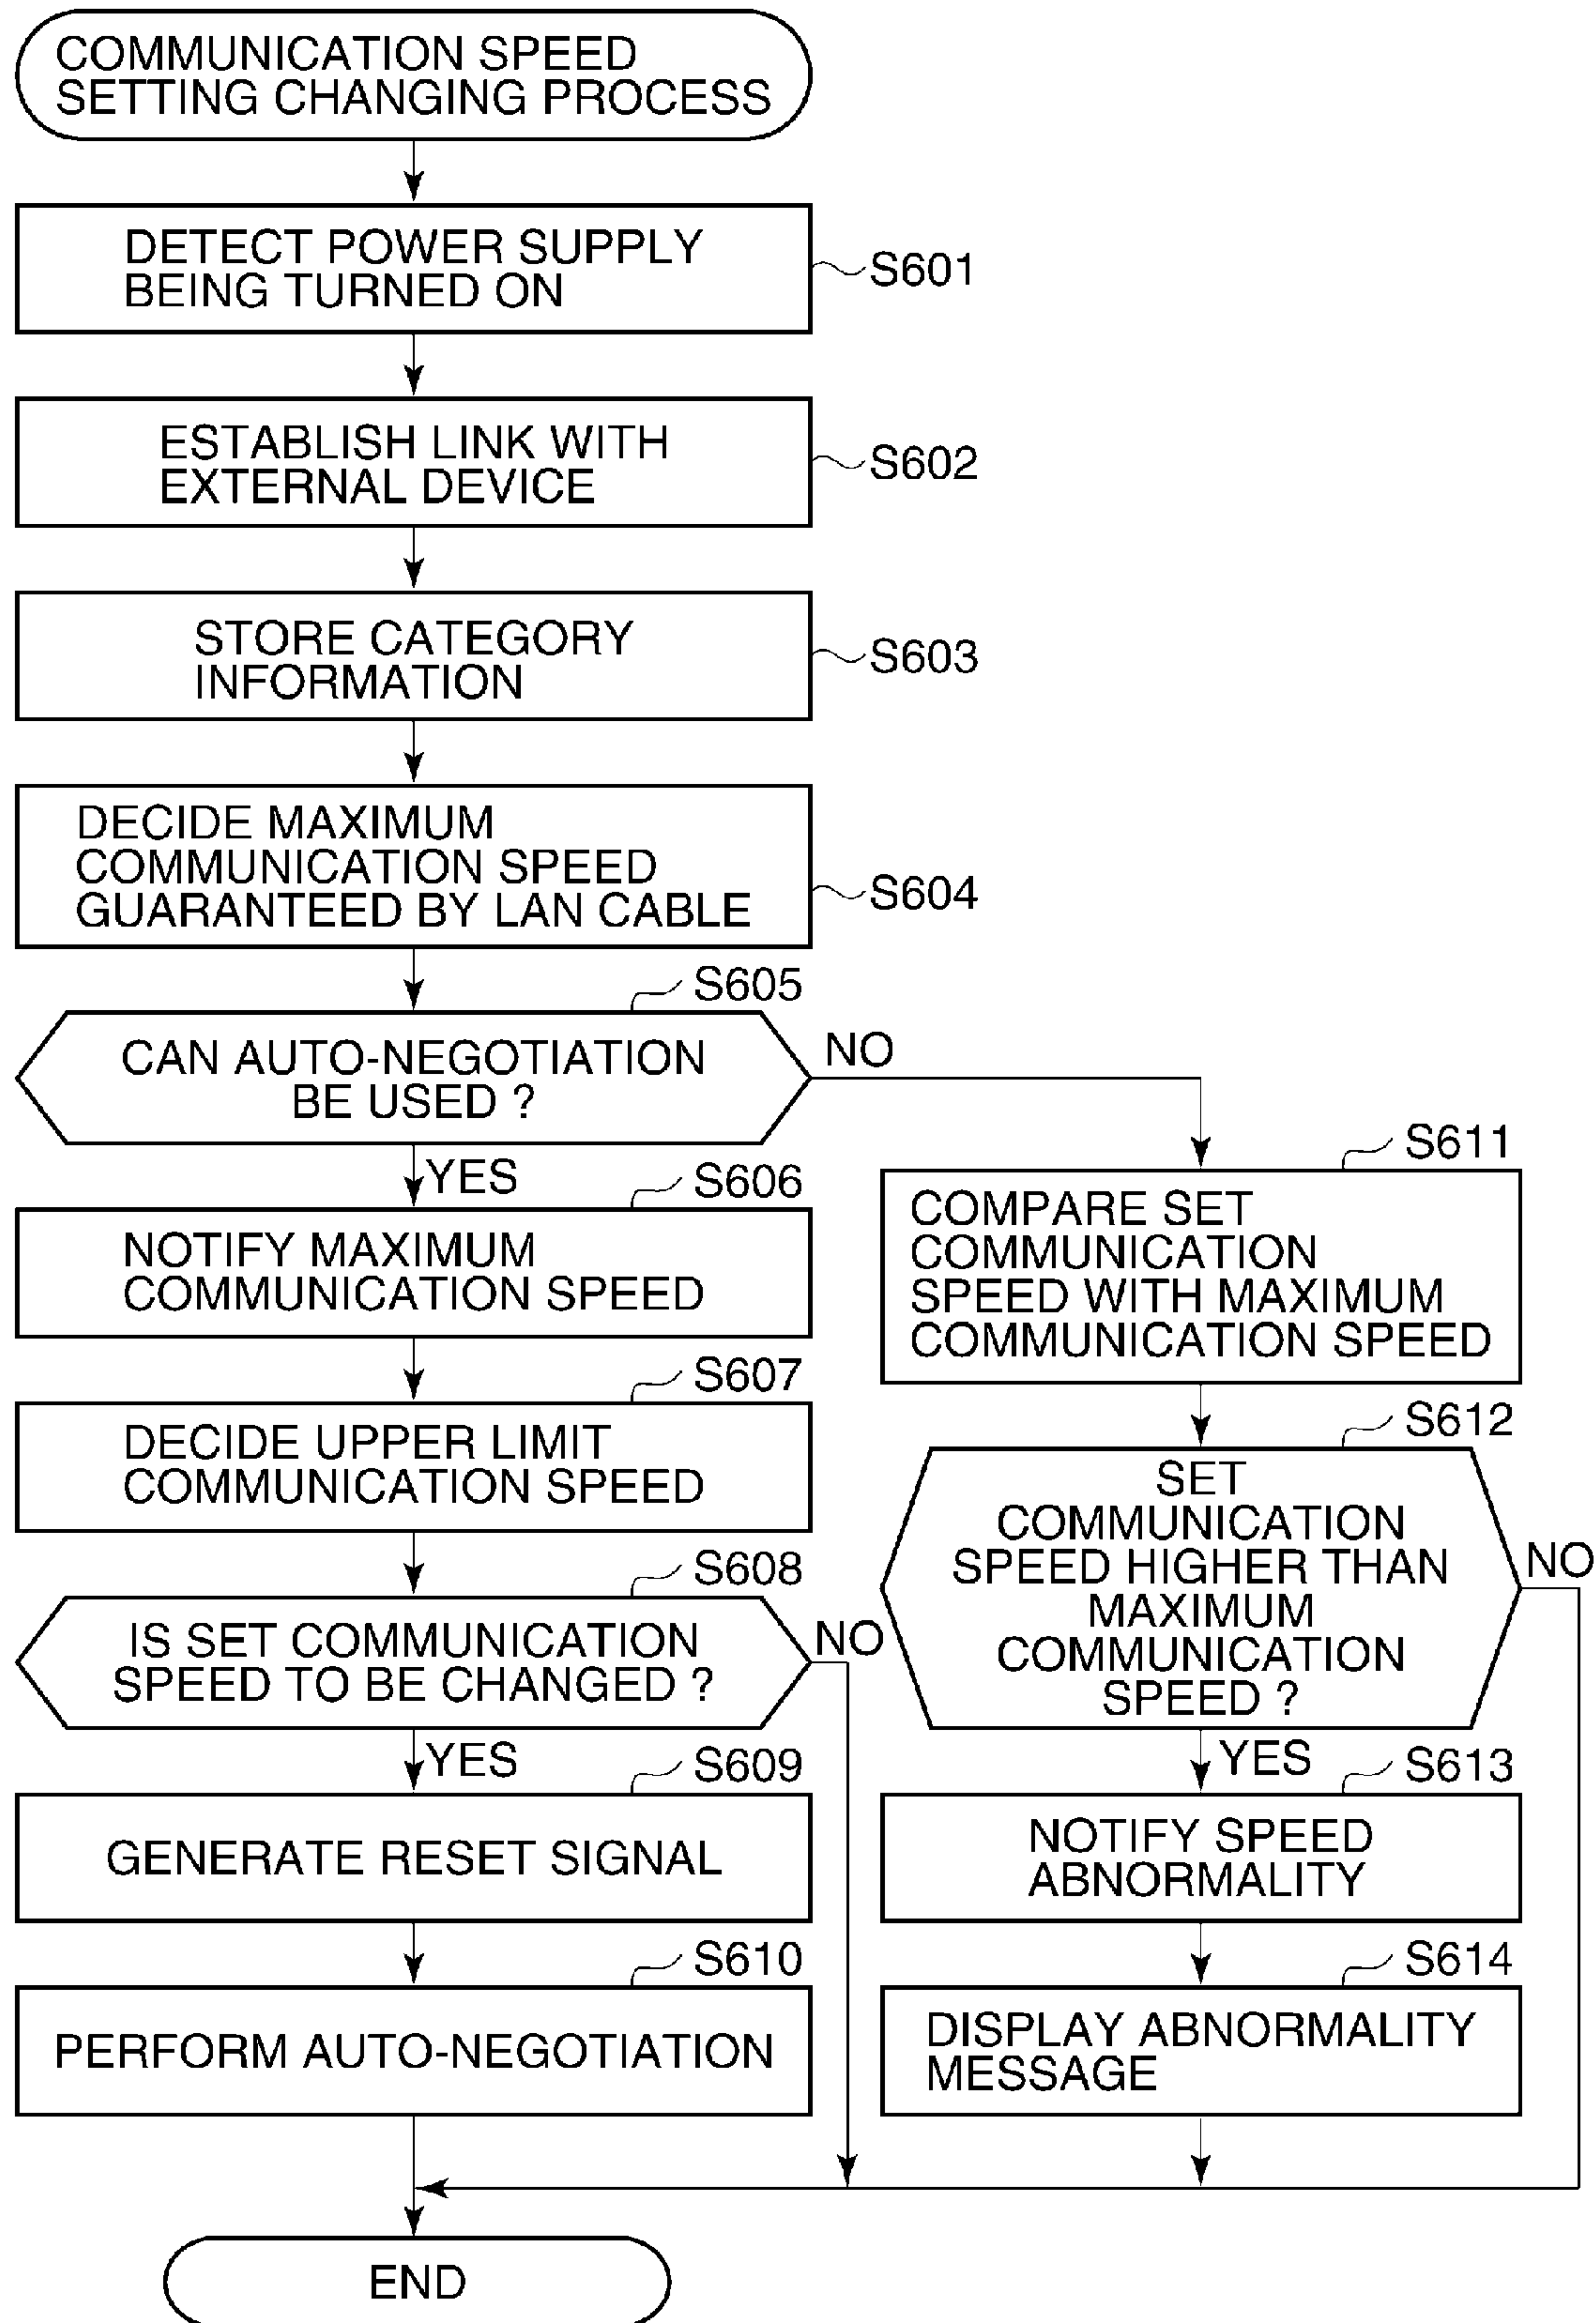 COMMUNICATION SPEED
SETTING CHANGING PROCESS
DETECT POWER SUPPLY
BEING TURNED ON
S601
ESTABLISH LINK WITH
EXTERNAL DEVICE
S602
STORE CATEGORY
INFORMATION
S603
DECIDE MAXIMUM
COMMUNICATION SPEED
GUARANTEED BY LAN CABLE
S604
S605
CAN AUTO-NEGOTIATION
BE USED ?
NO
YES
S606
NOTIFY MAXIMUM
COMMUNICATION SPEED
S607
DECIDE UPPER LIMIT
COMMUNICATION SPEED
S608
IS SET COMMUNICATION
SPEED TO BE CHANGED ?
NO
YES
S609
GENERATE RESET SIGNAL
S610
PERFORM AUTO-NEGOTIATION
S611
COMPARE SET
COMMUNICATION
SPEED WITH MAXIMUM
COMMUNICATION SPEED
S612
SET
COMMUNICATION
SPEED HIGHER THAN
MAXIMUM
COMMUNICATION
SPEED ?
NO
YES
S613
NOTIFY SPEED
ABNORMALITY
S614
DISPLAY ABNORMALITY
MESSAGE
END